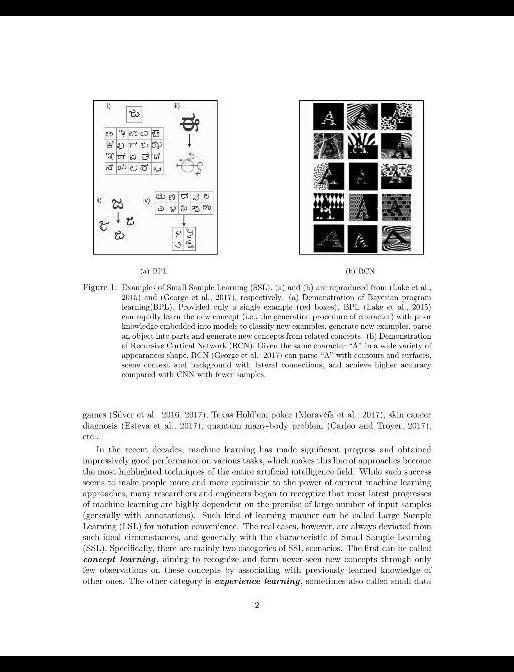 i)
ii)
iii)
iv)
(a) BPL
(b) RCN
Figure 1: Examples of Small Sample Learning (SSL). (a) and (b) are reproduced from (Lake et al.,
2015) and (George et al., 2017), respectively. (a) Demonstration of Bayesian program
learning(BPL). Provided only a single example (red boxes), BPL (Lake et al., 2015)
can rapidly learn the new concept (i.e., the generation procedure of character) with prior
knowledge embedded into models to classify new examples, generate new examples, parse
an object into parts and generate new concepts from related concepts. (b) Demonstration
of Recursive Cortical Network (RCN). Given the same character "A" in a wide variety of
appearances shape, RCN (George et al., 2017) can parse "A" with contours and surfaces,
scene context and background with lateral connections, and achieve higher accuracy
compared with CNN with fewer samples.
games (Silver et al., 2016, 2017), Texas Hold'em poker (Moravčík et al., 2017), skin cancer
diagnosis (Esteva et al., 2017), quantum many-body problem (Carleo and Troyer, 2017),
etc..
In the recent decades, machine learning has made significant progress and obtained
impressively good performance on various tasks, which makes this line of approaches become
the most highlighted techniques of the entire artificial intelligence field. While such success
seems to make people more and more optimistic to the power of current machine learning
approaches, many researchers and engineers began to recognize that most latest progresses
of machine learning are highly dependent on the premise of large number of input samples
(generally with annotations). Such kind of learning manner can be called Large Sample
Learning (LSL) for notation convenience. The real cases, however, are always deviated from
such ideal circumstances, and generally with the characteristic of Small Sample Learning
(SSL). Specifically, there are mainly two categories of SSL scenarios. The first can be called
concept learning, aiming to recognize and form never-seen new concepts through only
few observations on these concepts by associating with previously learned knowledge of
other ones. The other category is experience learning, sometimes also called small data
2